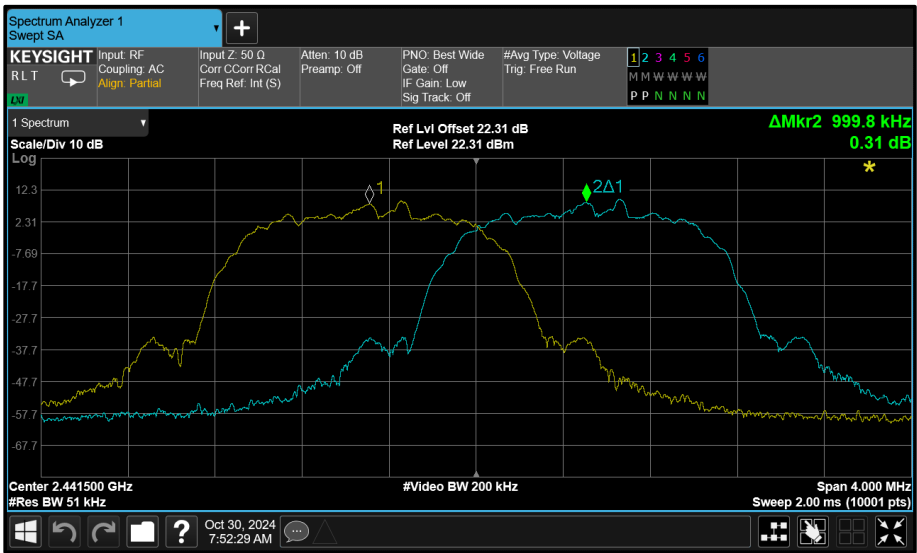 Spectrum Analyzer 1
Swept SA
+
KEYSIGHT
RLT
LXI
Input: RF
Coupling: AC
Align: Partial
Input Z: 50 Ω
Corr CCorr RCal
Freq Ref: Int (S)
Atten: 10 dB
Preamp: Off
PNO: Best Wide
Gate: Off
IF Gain: Low
Sig Track: Off
#Avg Type: Voltage
Trig: Free Run
1 2 3 4 5 6
M M W W W W
P P N N N N
1 Spectrum
Scale/Div 10 dB
Ref Lvl Offset 22.31 dB
Ref Level 22.31 dBm
ΔMkr2 999.8 kHz
0.31 dB
Log
*
1
2Δ1
12.3
2.31
-7.69
-17.7
-27.7
-37.7
-47.7
-57.7
-67.7
Center 2.441500 GHz
#Video BW 200 kHz
Span 4.000 MHz
#Res BW 51 kHz
Sweep 2.00 ms (10001 pts)
?
Oct 30, 2024
7:52:29 AM